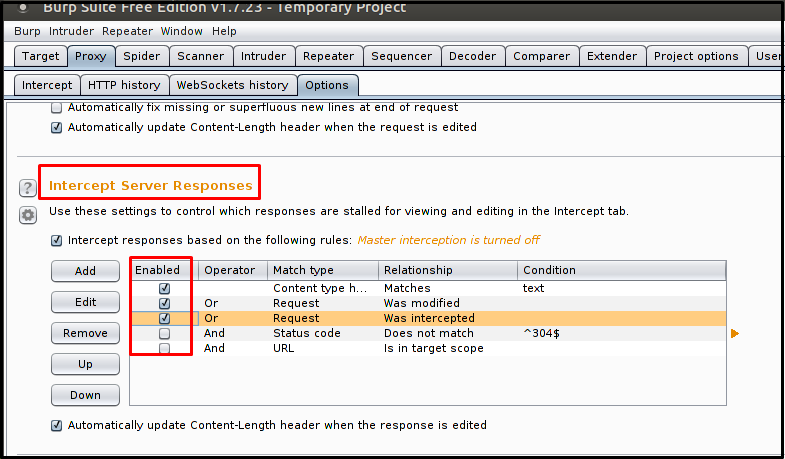 Burp Suite Free Edition v1.7.23 - Temporary Project
Burp Intruder Repeater Window Help
Target Proxy Spider Scanner Intruder Repeater Sequencer Decoder Comparer Extender Project options User
Intercept HTTP history WebSockets history Options
Automatically fix missing or superfluous new lines at end of request
Automatically update Content-Length header when the request is edited
? Intercept Server Responses
Use these settings to control which responses are stalled for viewing and editing in the Intercept tab.
Intercept responses based on the following rules: Master interception is turned off
Add Enabled Operator Match type Relationship Condition
Content type h... Matches text
Edit Or Request Was modified
Or Request Was intercepted
Remove And Status code Does not match ^304$
And URL Is in target scope
Up
Down
Automatically update Content-Length header when the response is edited